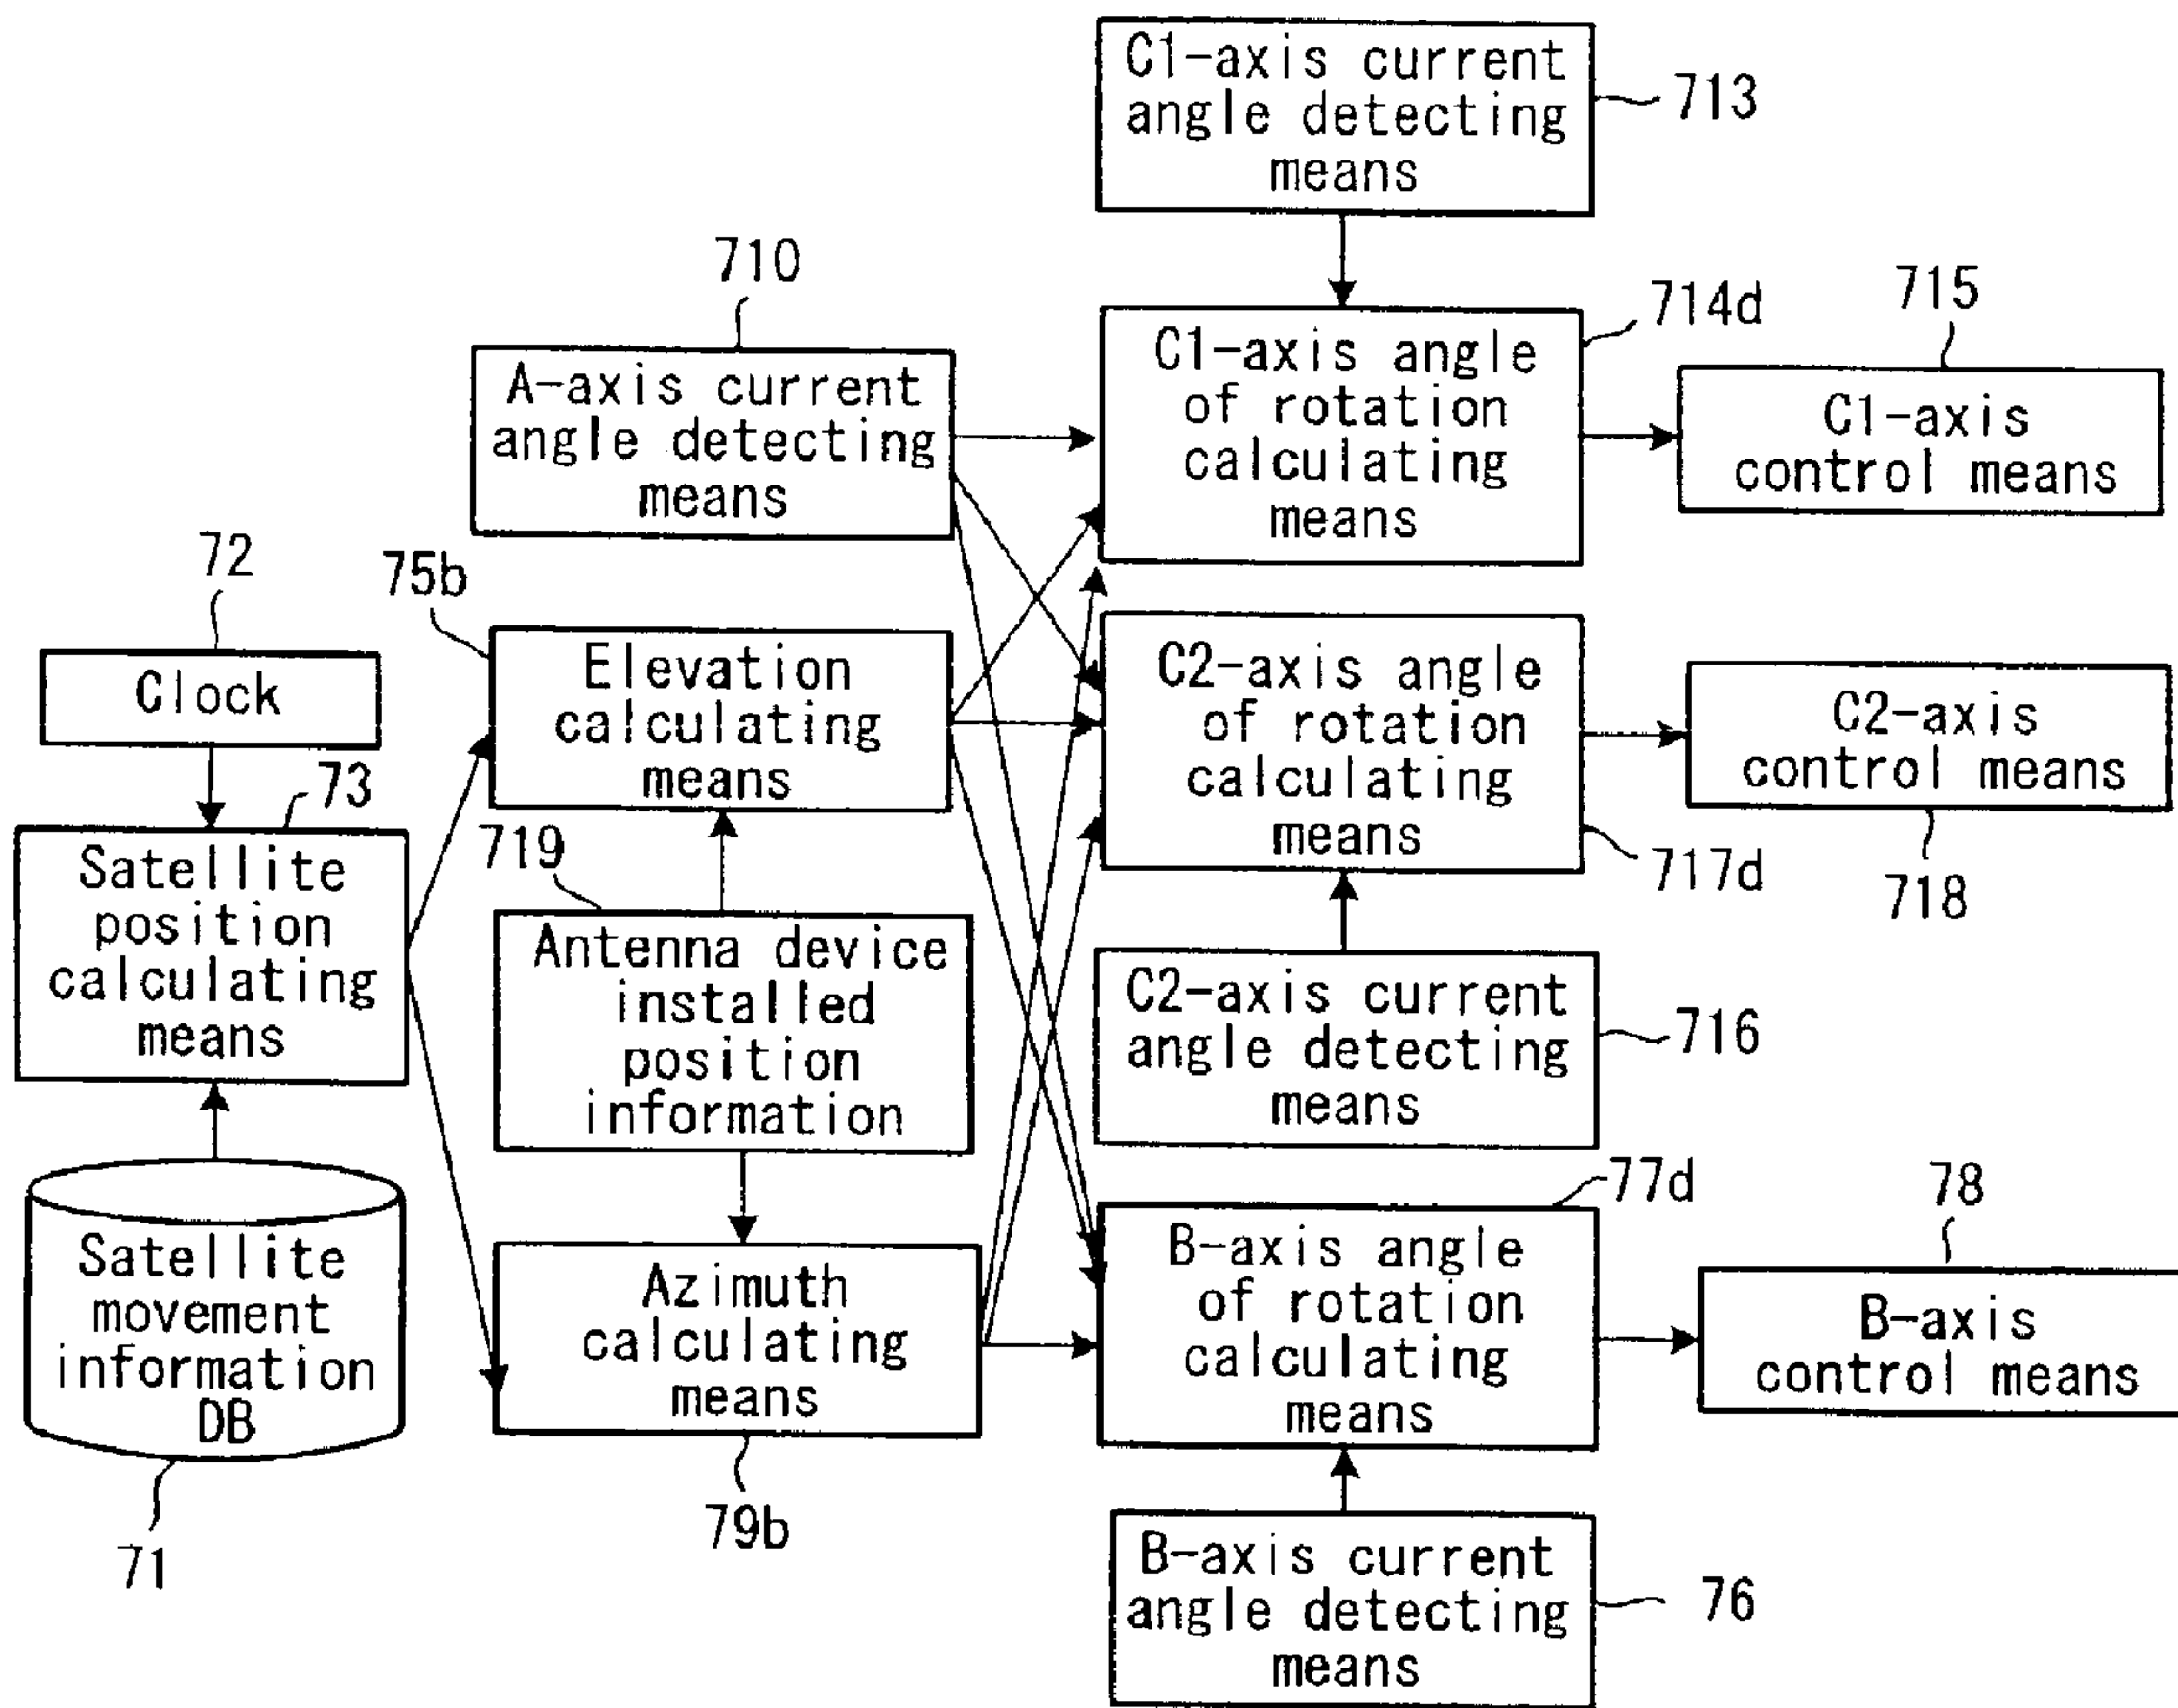 C1-axis current
angle detecting
means
713
710
A-axis current
angle detecting
means
714d
C1-axis angle
of rotation
calculating
means
715
C1-axis
control means
72
Clock
75b
Elevation
calculating
means
C2-axis angle
of rotation
calculating
means
717d
C2-axis
control means
718
73
Satellite
position
calculating
means
719
Antenna device
installed
position
information
C2-axis current
angle detecting
means
716
Satellite
movement
information
DB
71
Azimuth
calculating
means
79b
77d
B-axis angle
of rotation
calculating
means
78
B-axis
control means
B-axis current
angle detecting
means
76